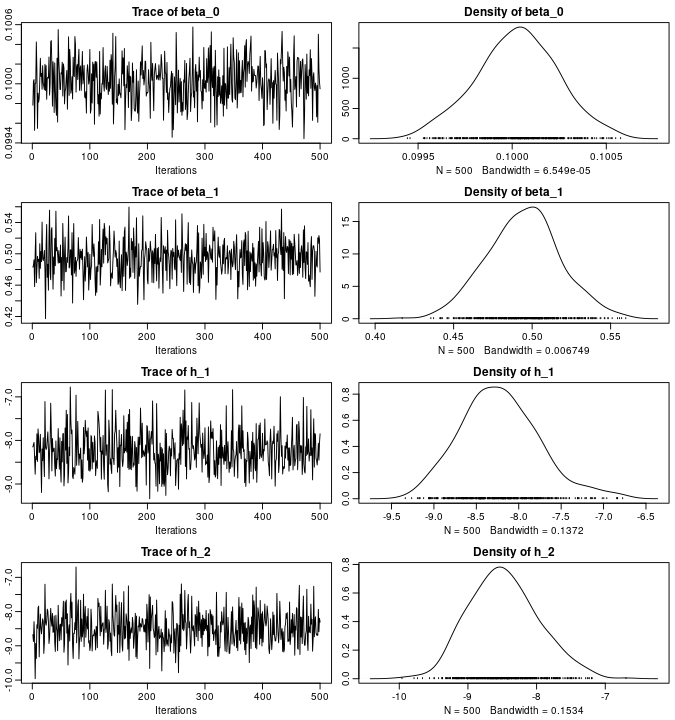 Trace of beta_0
0.0994 0.1000 0.1006
0 100 200 300 400 500
Iterations
Density of beta_0
0 500 1000
0.0995 0.1000 0.1005
N = 500 Bandwidth = 6.549e-05
Trace of beta_1
0.42 0.46 0.50 0.54
0 100 200 300 400 500
Iterations
Density of beta_1
0 5 10 15
0.40 0.45 0.50 0.55
N = 500 Bandwidth = 0.006749
Trace of h_1
-9.0 -8.0 -7.0
0 100 200 300 400 500
Iterations
Density of h_1
0.0 0.2 0.4 0.6 0.8
-9.5 -9.0 -8.5 -8.0 -7.5 -7.0 -6.5
N = 500 Bandwidth = 0.1372
Trace of h_2
-10.0 -9.0 -8.0 -7.0
0 100 200 300 400 500
Iterations
Density of h_2
0.0 0.2 0.4 0.6 0.8
-10 -9 -8 -7
N = 500 Bandwidth = 0.1534